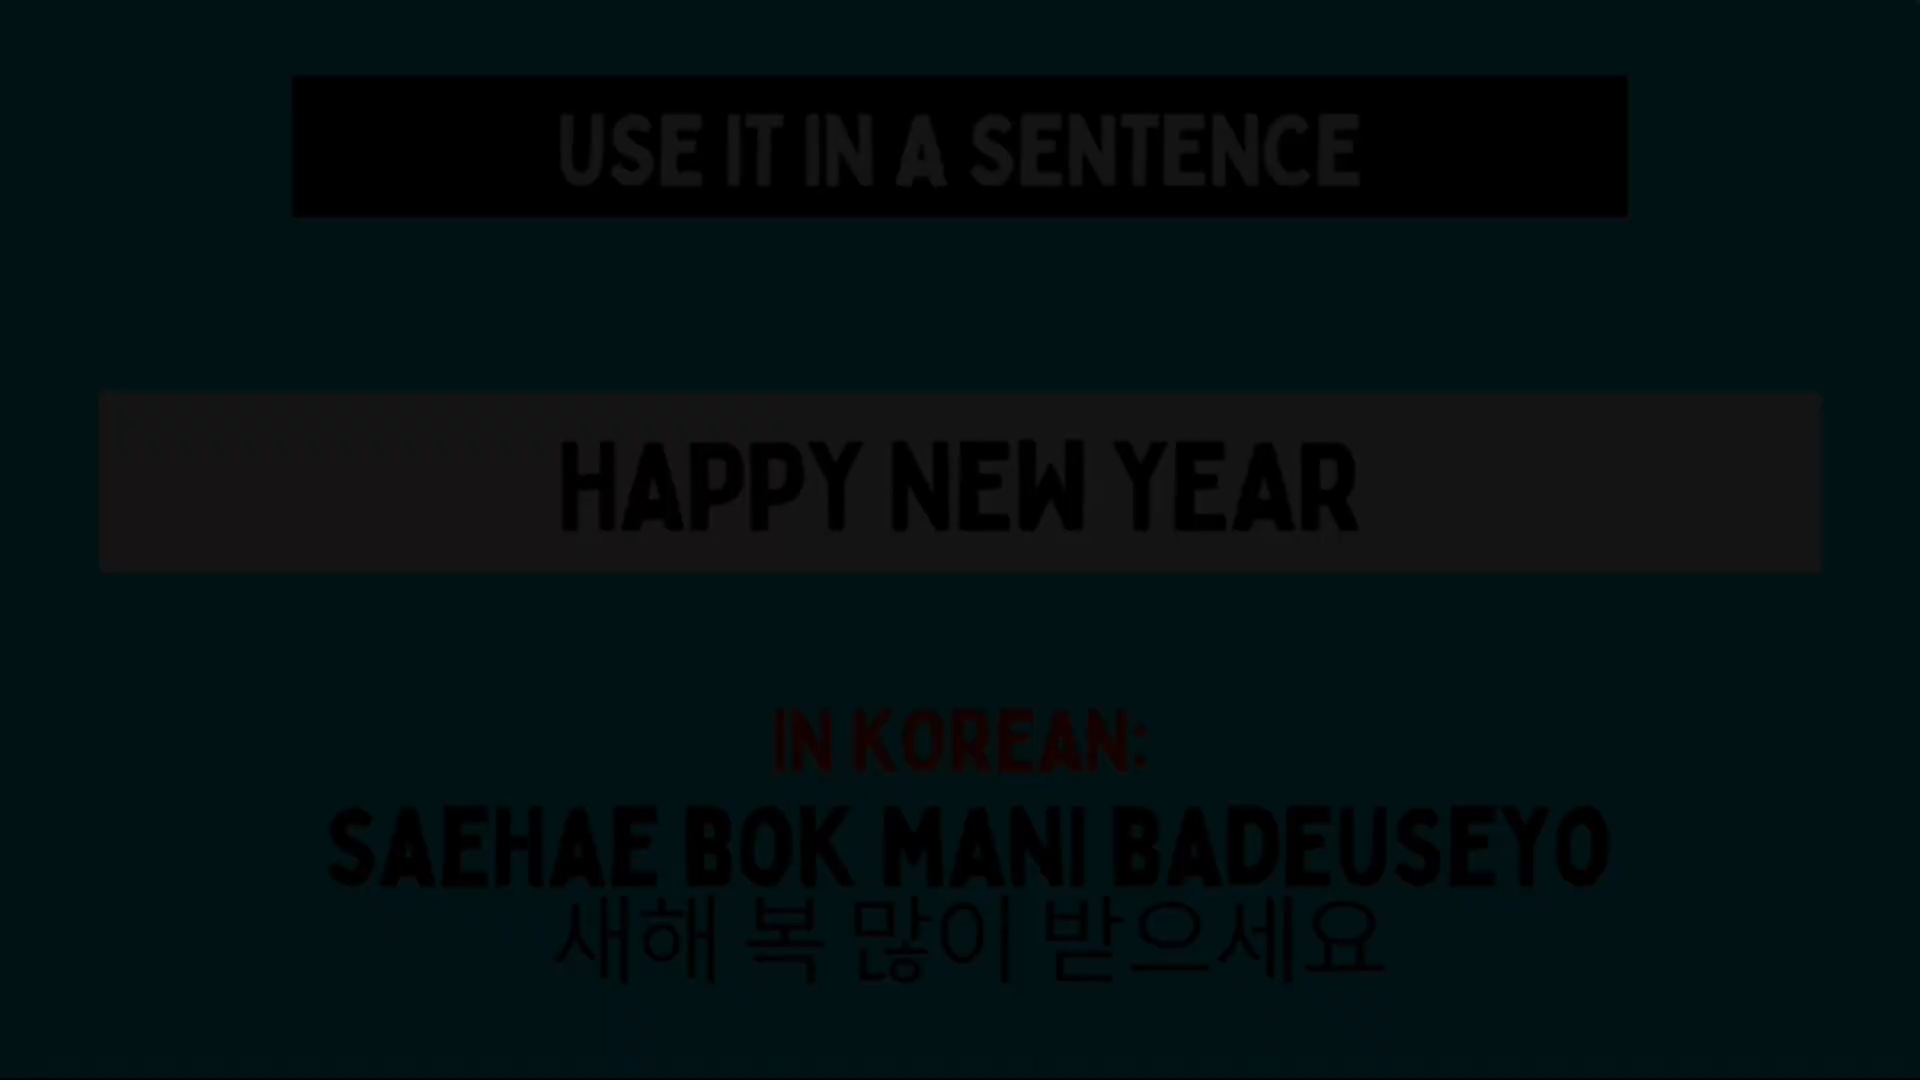 USE IT IN A SENTENCE
HAPPY NEW YEAR
IN KOREAN:
SAEHAE BOK MANI BADEUSEYO
새해 복 많이 받으세요